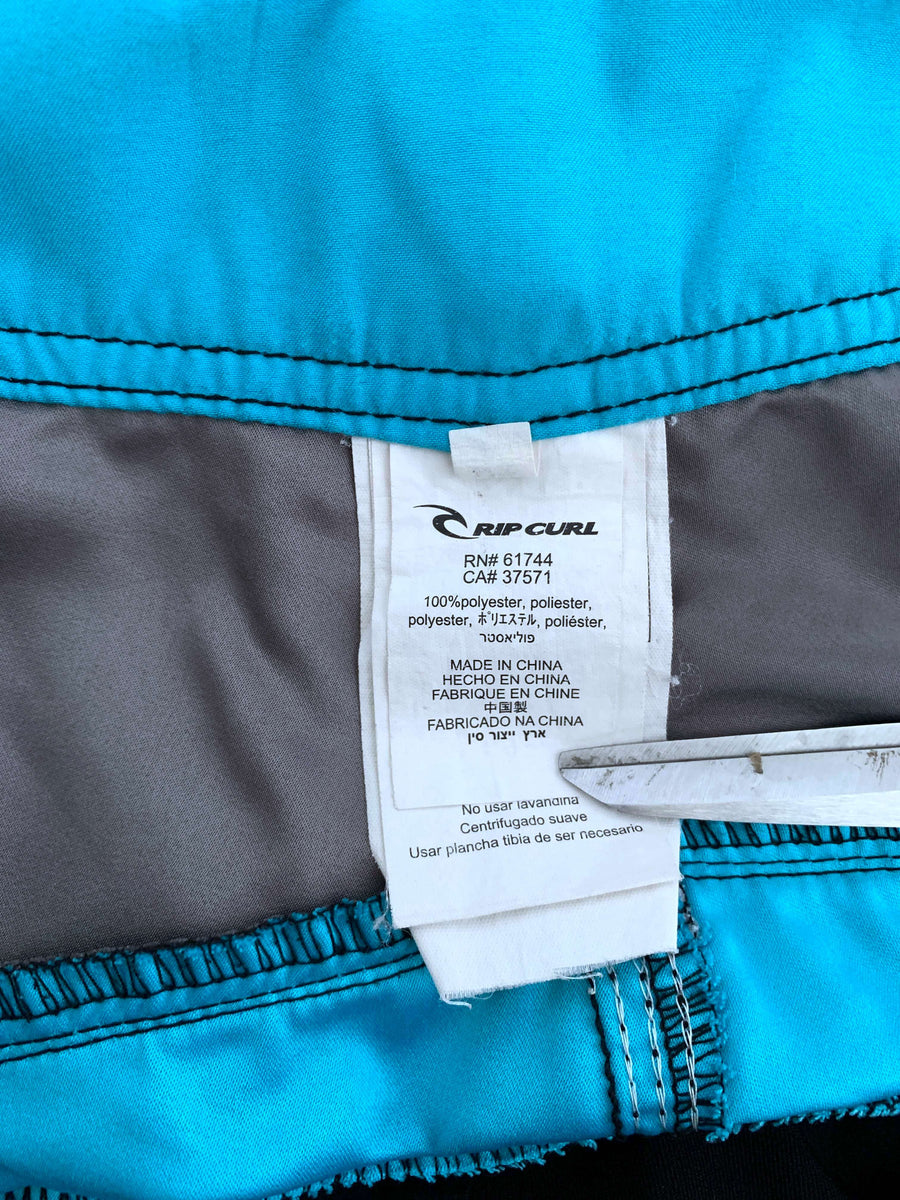 RIP CURL
RN# 61744
CA# 37571
100%polyester, poliester,
polyester, ポリエステル, poliéster,
פוליאסטר
MADE IN CHINA
HECHO EN CHINA
FABRIQUE EN CHINE
中国製
FABRICADO NA CHINA
ארץ ייצור סין
No usar lavandina
Centrifugado suave
Usar plancha tibia de ser necesario